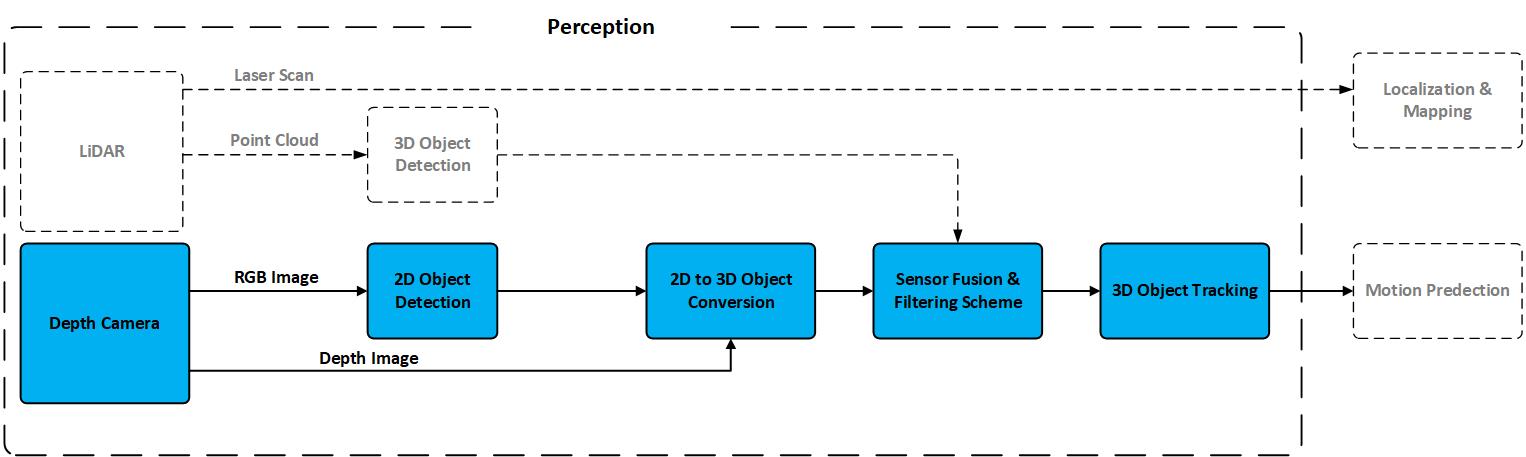 Perception
Laser Scan
Localization &
Mapping
LiDAR
Point Cloud
3D Object
Detection
Depth Camera
RGB Image
2D Object
Detection
2D to 3D Object
Conversion
Sensor Fusion &
Filtering Scheme
3D Object Tracking
Motion Predection
Depth Image